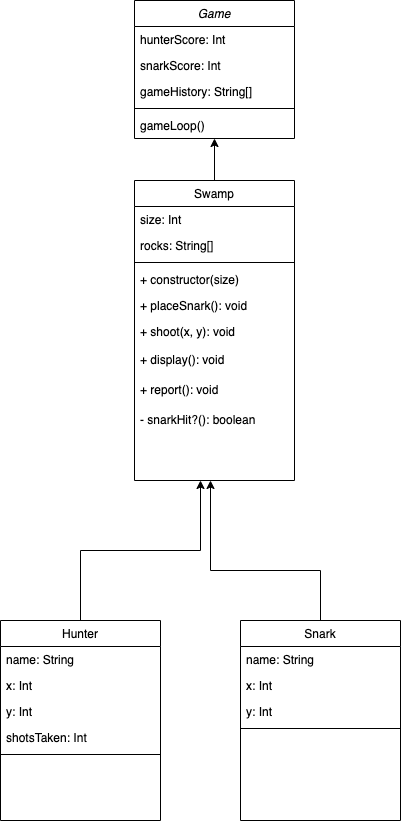 Game
hunterScore: Int
snarkScore: Int
gameHistory: String[]
gameLoop()
Swamp
size: Int
rocks: String[]
+ constructor(size)
+ placeSnark(): void
+ shoot(x, y): void
+ display(): void
+ report(): void
- snarkHit?(): boolean
Hunter
name: String
x: Int
y: Int
shotsTaken: Int
Snark
name: String
x: Int
y: Int